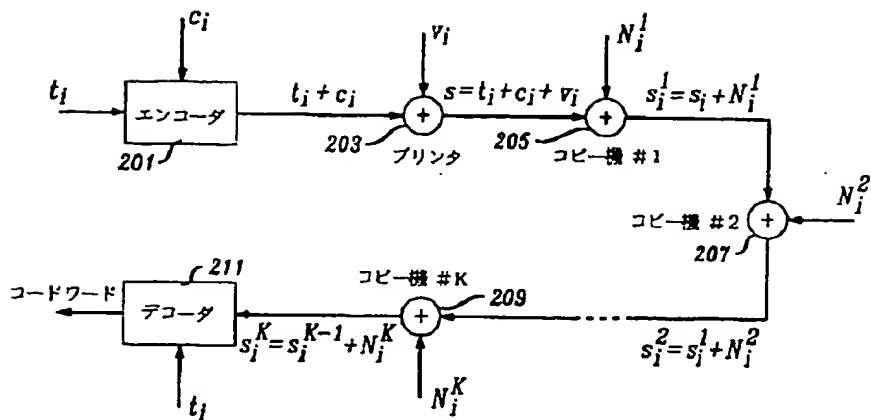 c_i
v_i
N_i^1
t_i
エンコーダ
t_i + c_i
s = t_i + c_i + v_i
s_i^1 = s_i + N_i^1
201
203
プリンタ
205
コピー機 #1
N_i^2
コピー機 #2
207
211
コピー機 #K
209
コードワード
デコーダ
s_i^K = s_i^{K-1} + N_i^K
s_i^2 = s_i^1 + N_i^2
t_i
N_i^K